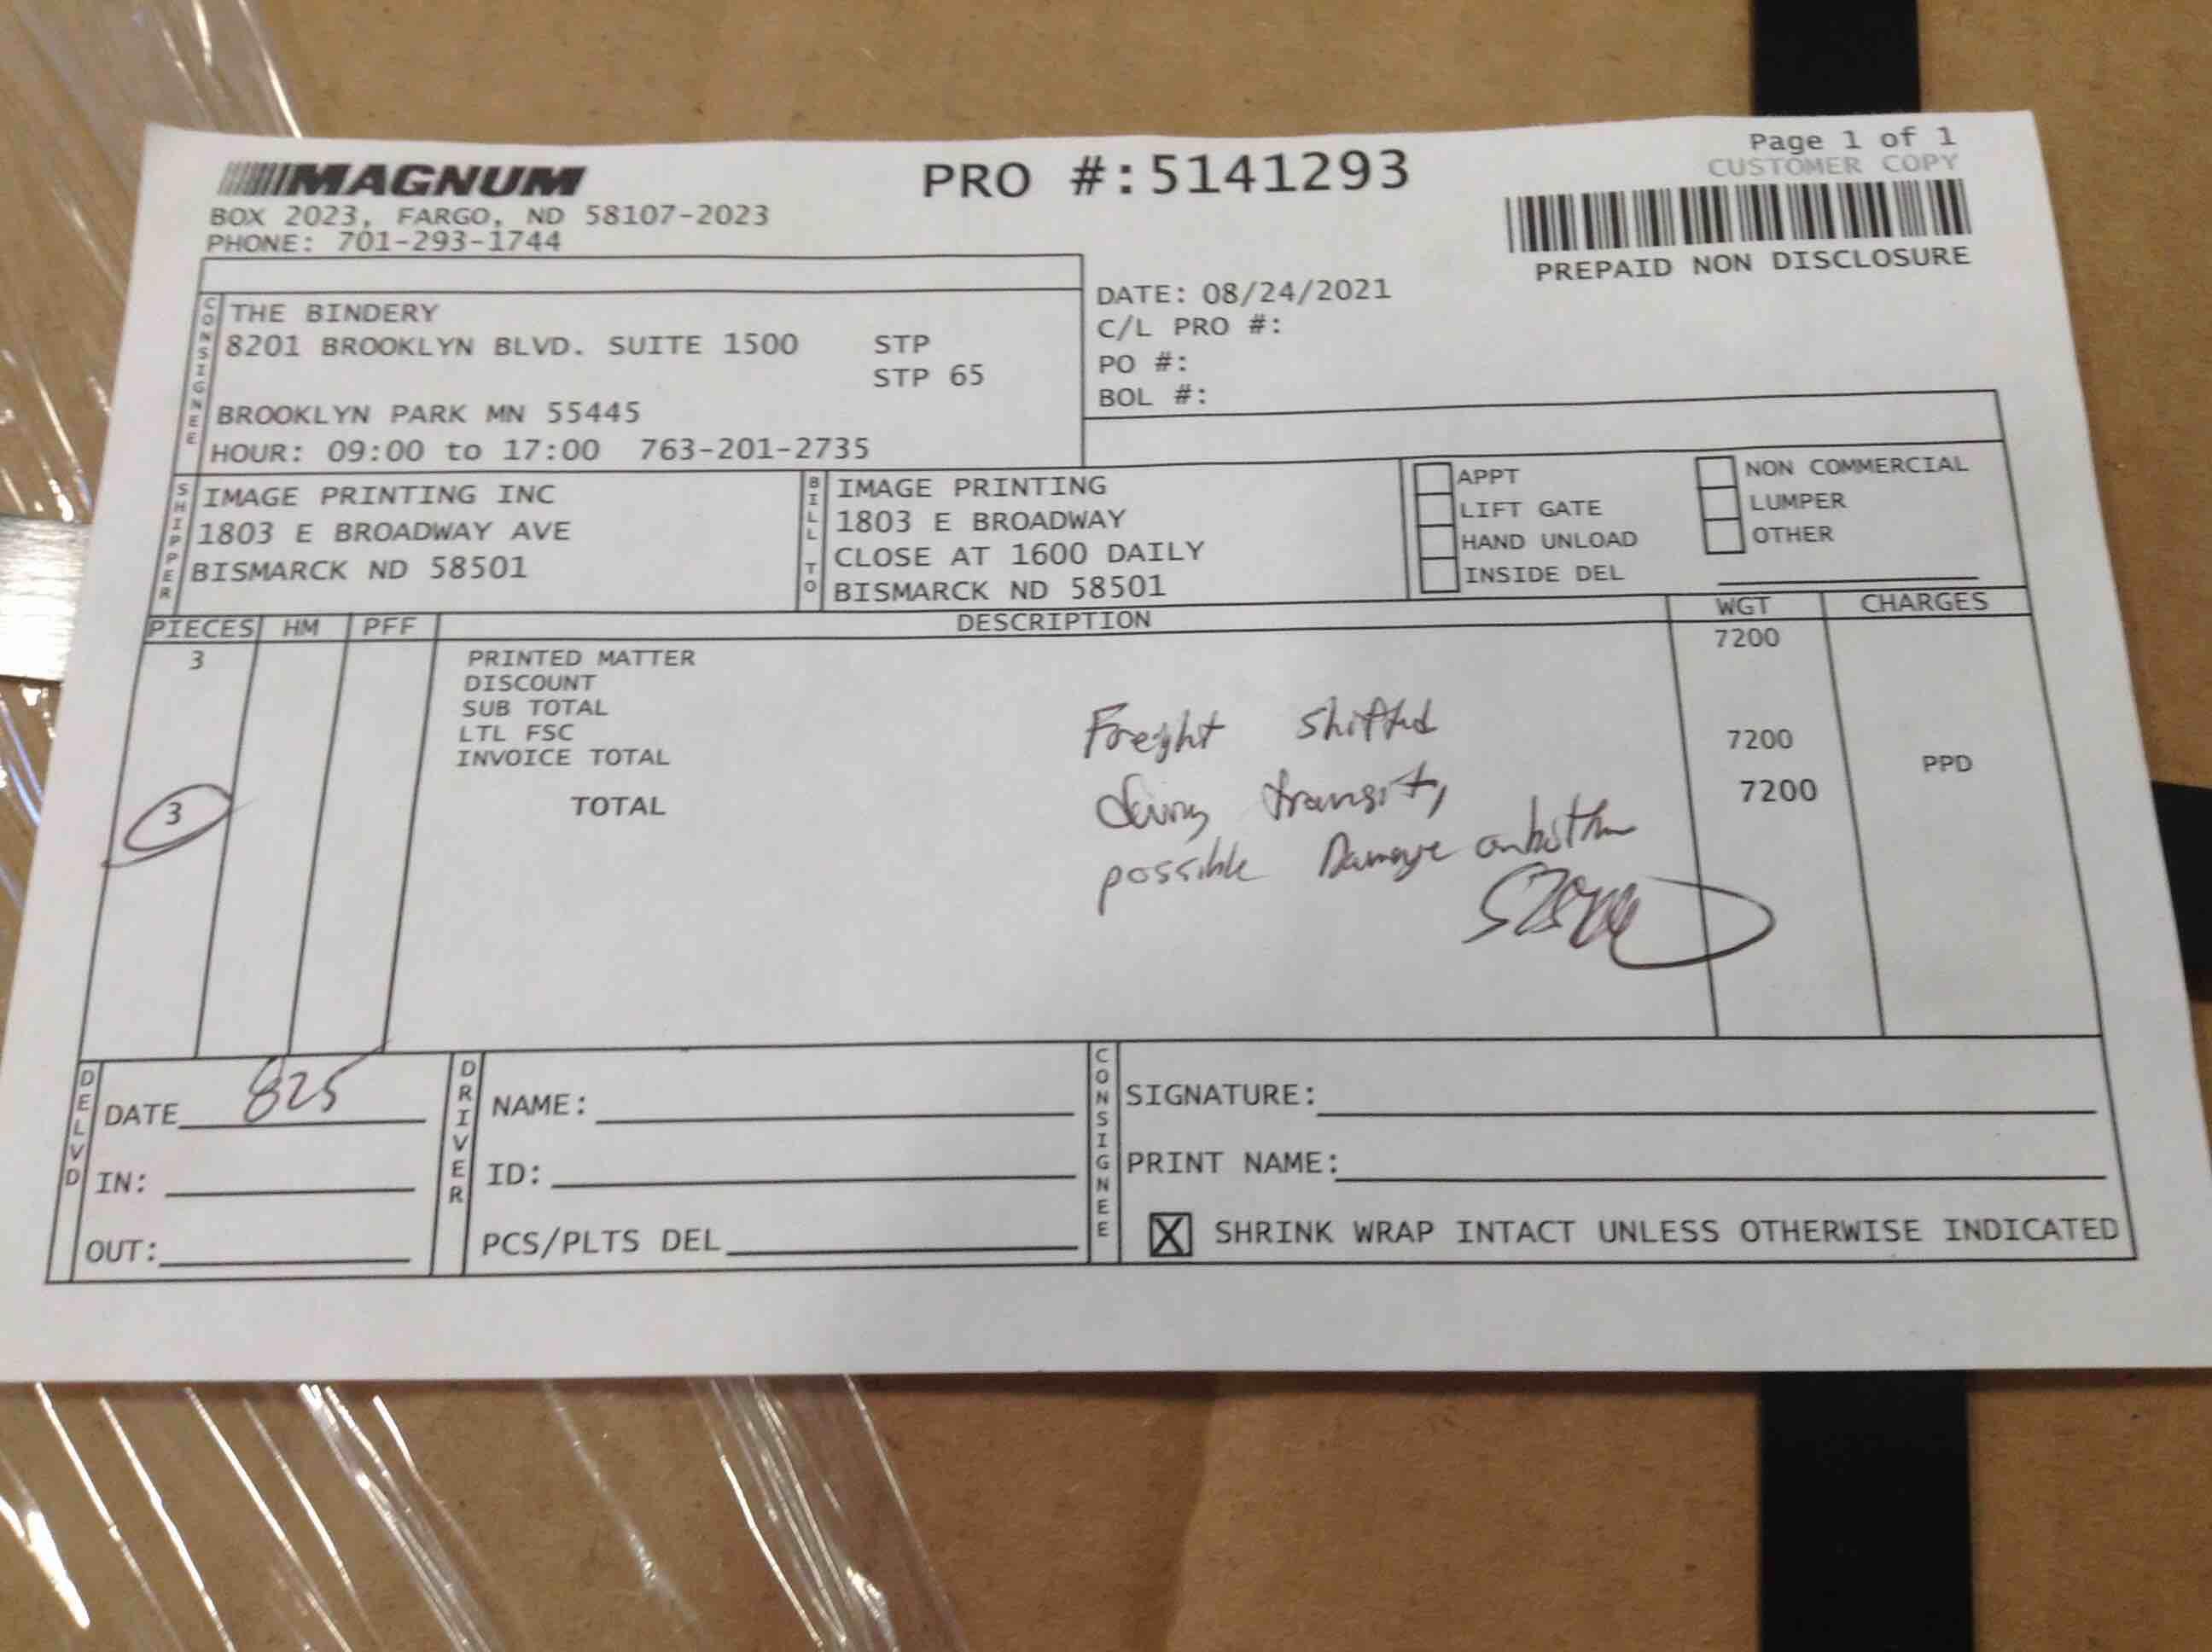 MAGNUM
BOX 2023, FARGO, ND 58107-2023
PHONE: 701-293-1744
PRO #:5141293
Page 1 of 1
CUSTOMER COPY
PREPAID NON DISCLOSURE
CONSIGNEE
THE BINDERY
8201 BROOKLYN BLVD. SUITE 1500 STP
STP 65
BROOKLYN PARK MN 55445
HOUR: 09:00 to 17:00 763-201-2735
DATE: 08/24/2021
C/L PRO #:
PO #:
BOL #:
SHIPPER
IMAGE PRINTING INC
1803 E BROADWAY AVE
BISMARCK ND 58501
BILL TO
IMAGE PRINTING
1803 E BROADWAY
CLOSE AT 1600 DAILY
BISMARCK ND 58501
APPT
LIFT GATE
HAND UNLOAD
INSIDE DEL
NON COMMERCIAL
LUMPER
OTHER
PIECES HM PFF DESCRIPTION WGT CHARGES
3 PRINTED MATTER 7200
DISCOUNT
SUB TOTAL
LTL FSC 7200
INVOICE TOTAL PPD
3 TOTAL 7200
Freight shifted
during transit,
possible Damage on
DELVD
DATE 825
IN:
OUT:
DRIVER
NAME:
ID:
PCS/PLTS DEL
CONSIGNEE
SIGNATURE:
PRINT NAME:
X SHRINK WRAP INTACT UNLESS OTHERWISE INDICATED